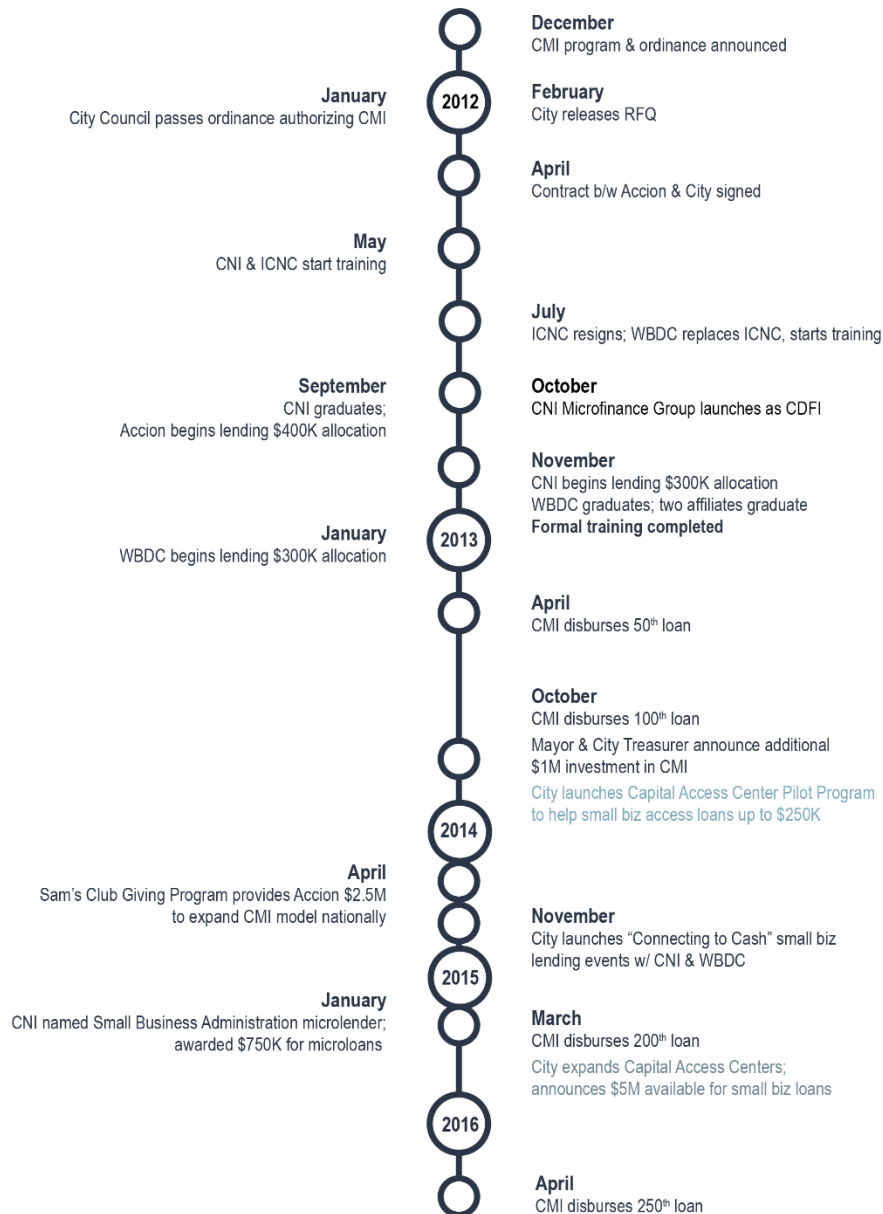 December
CMI program & ordinance announced
January
City Council passes ordinance authorizing CMI
2012
February
City releases RFQ
April
Contract b/w Accion & City signed
May
CNI & ICNC start training
July
ICNC resigns; WBDC replaces ICNC, starts training
September
CNI graduates;
Accion begins lending $400K allocation
October
CNI Microfinance Group launches as CDFI
November
CNI begins lending $300K allocation
WBDC graduates; two affiliates graduate
Formal training completed
January
WBDC begins lending $300K allocation
2013
April
CMI disburses 50th loan
October
CMI disburses 100th loan
Mayor & City Treasurer announce additional
$1M investment in CMI
City launches Capital Access Center Pilot Program
to help small biz access loans up to $250K
2014
April
Sam's Club Giving Program provides Accion $2.5M
to expand CMI model nationally
November
City launches “Connecting to Cash” small biz
lending events w/ CNI & WBDC
2015
January
CNI named Small Business Administration microlender;
awarded $750K for microloans
March
CMI disburses 200th loan
City expands Capital Access Centers;
announces $5M available for small biz loans
2016
April
CMI disburses 250th loan